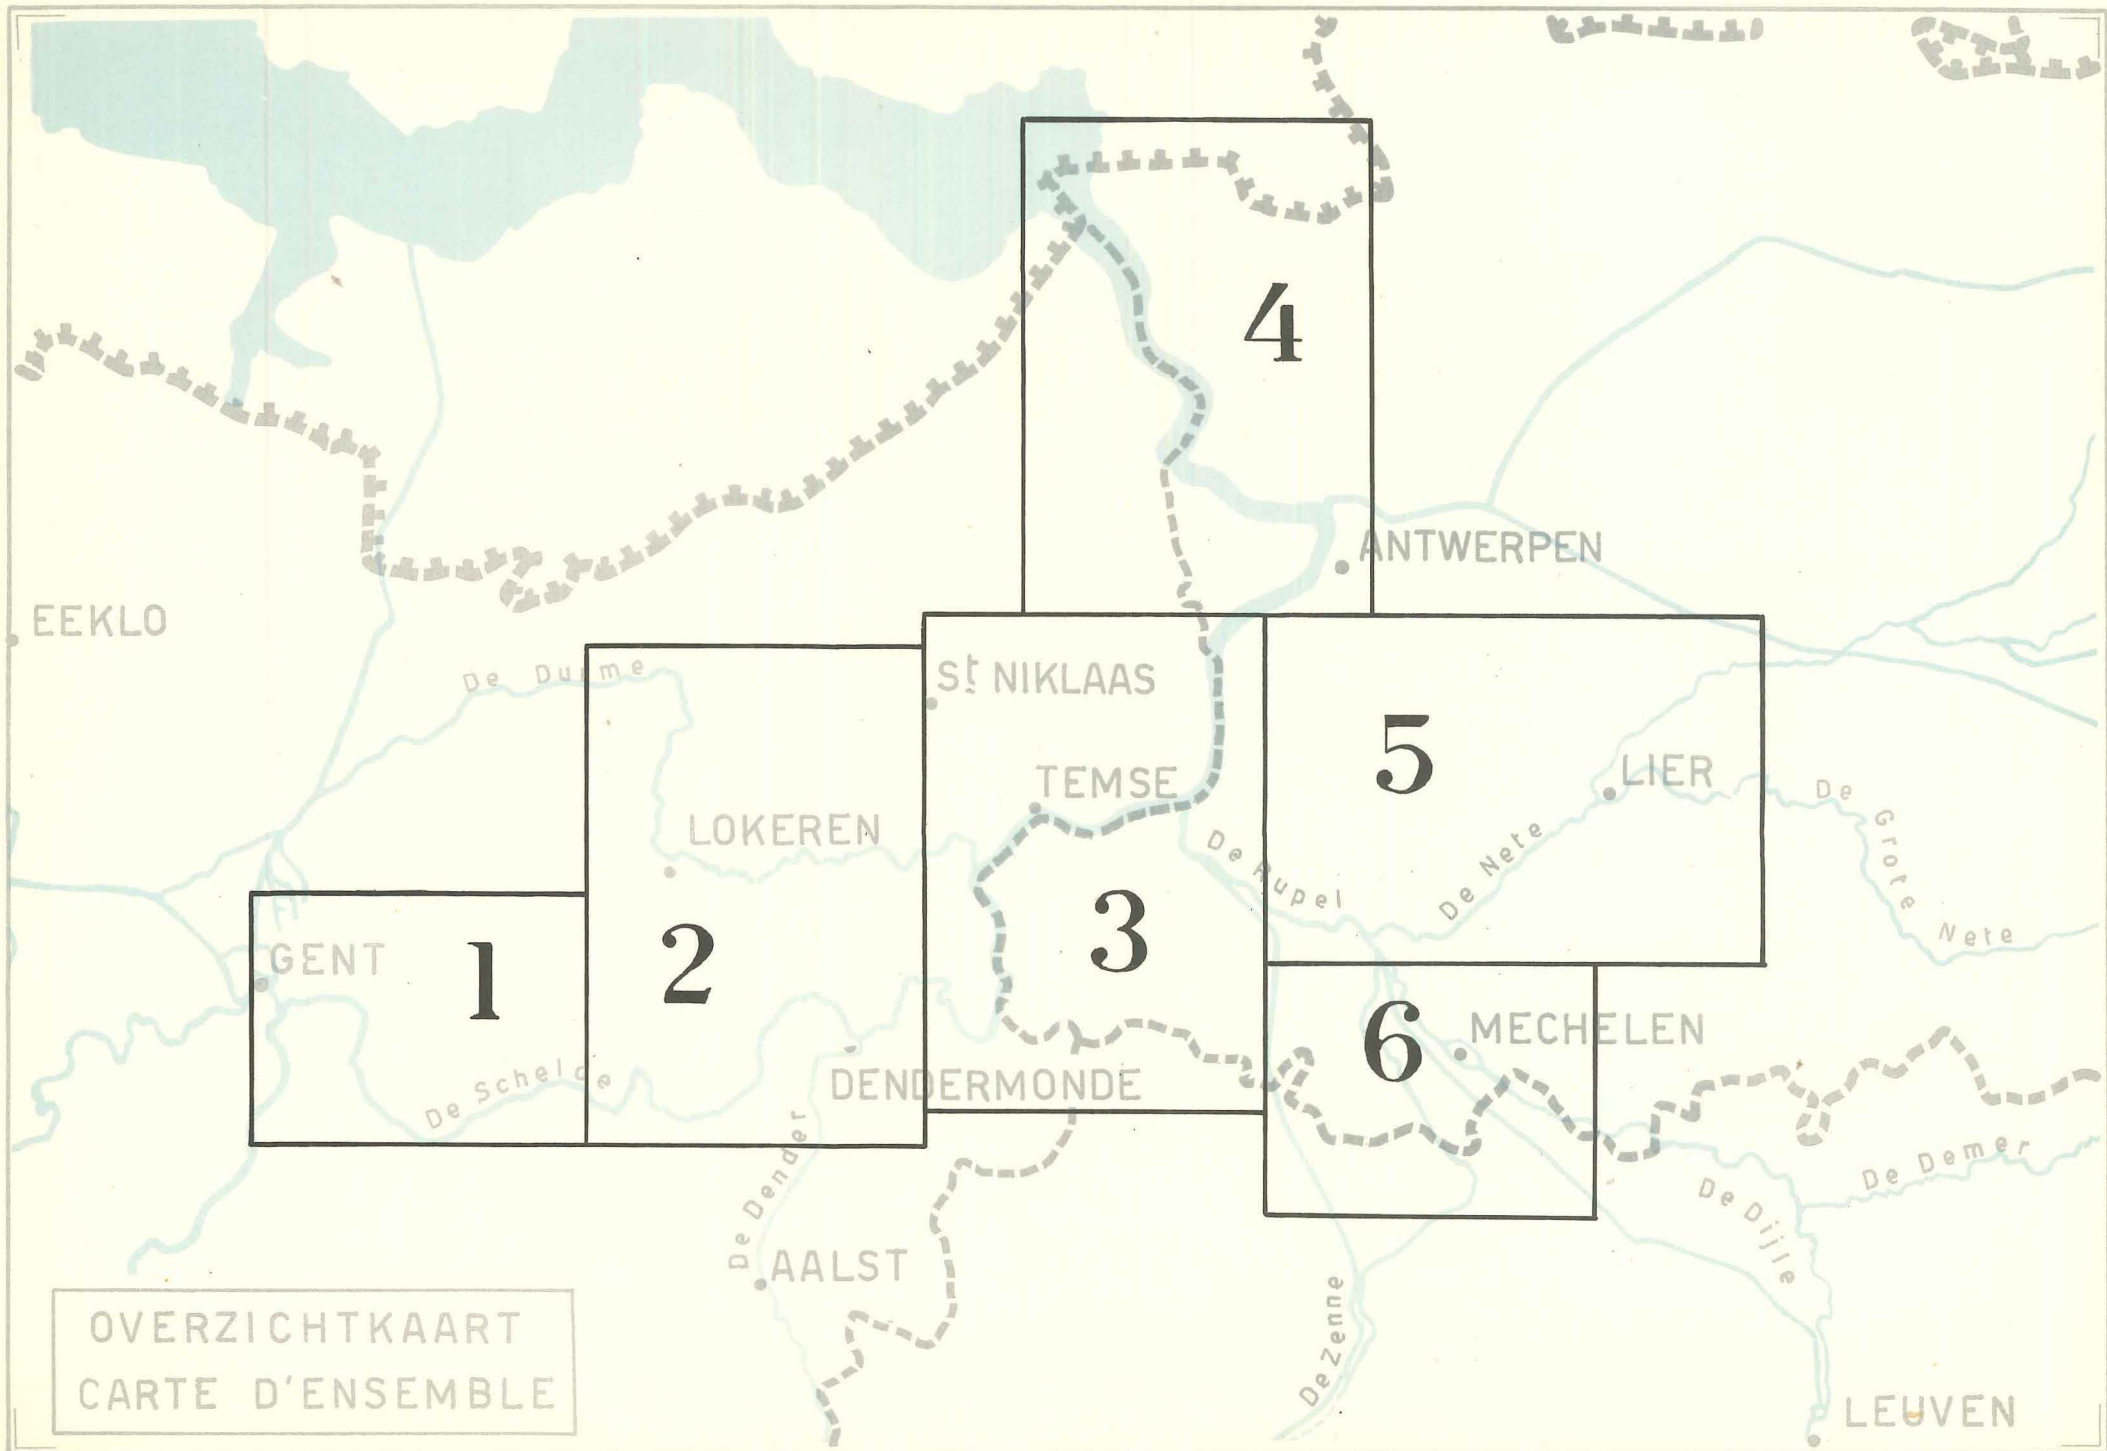 4
ANTWERPEN
EEKLO
De Durme
St NIKLAAS
5
TEMSE
LIER
De Grote Nete
LOKEREN
De Rupel
De Nete
3
GENT
1
2
6
MECHELEN
De Schelde
DENDERMONDE
De Dender
De Demer
De Dijle
AALST
De Zenne
OVERZICHTKAART
CARTE D'ENSEMBLE
LEUVEN